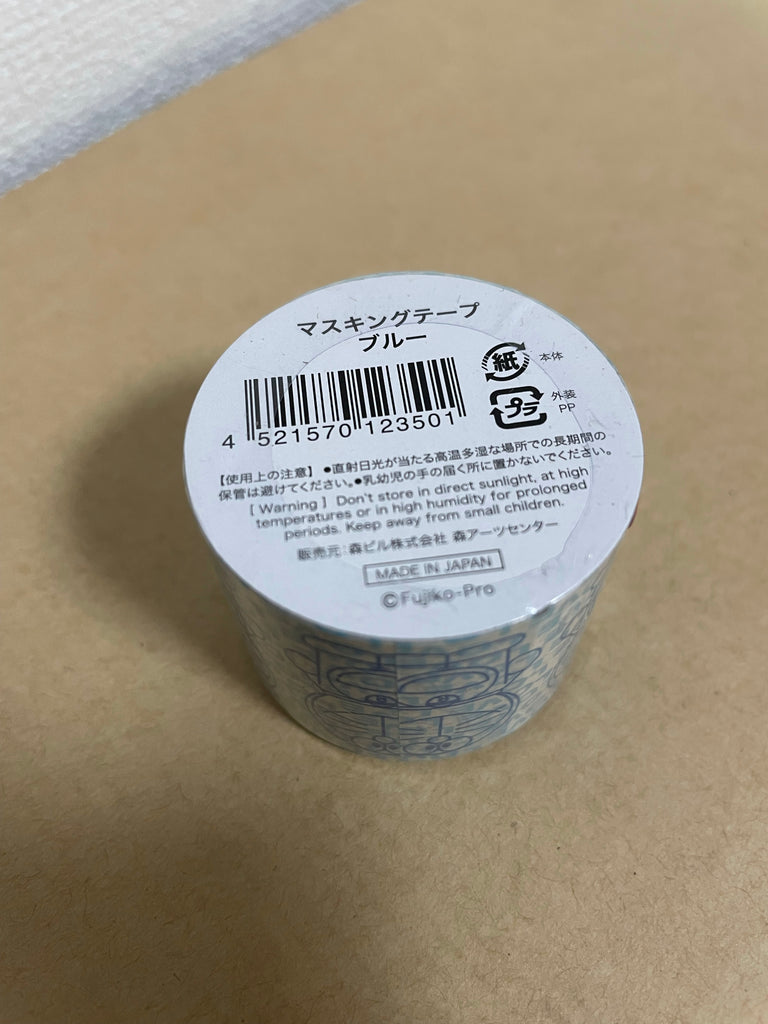 マスキングテープ
ブルー
紙 本体
プラ 外装
PP
4 521570 123501
【使用上の注意】●直射日光が当たる高温多湿な場所での長期間の
保管は避けてください。●乳幼児の手の届く所に置かないでください。
[ Warning ] Don't store in direct sunlight, at high
temperatures or in high humidity for prolonged
periods. Keep away from small children.
販売元:森ビル株式会社 森アーツセンター
MADE IN JAPAN
©Fujiko-Pro